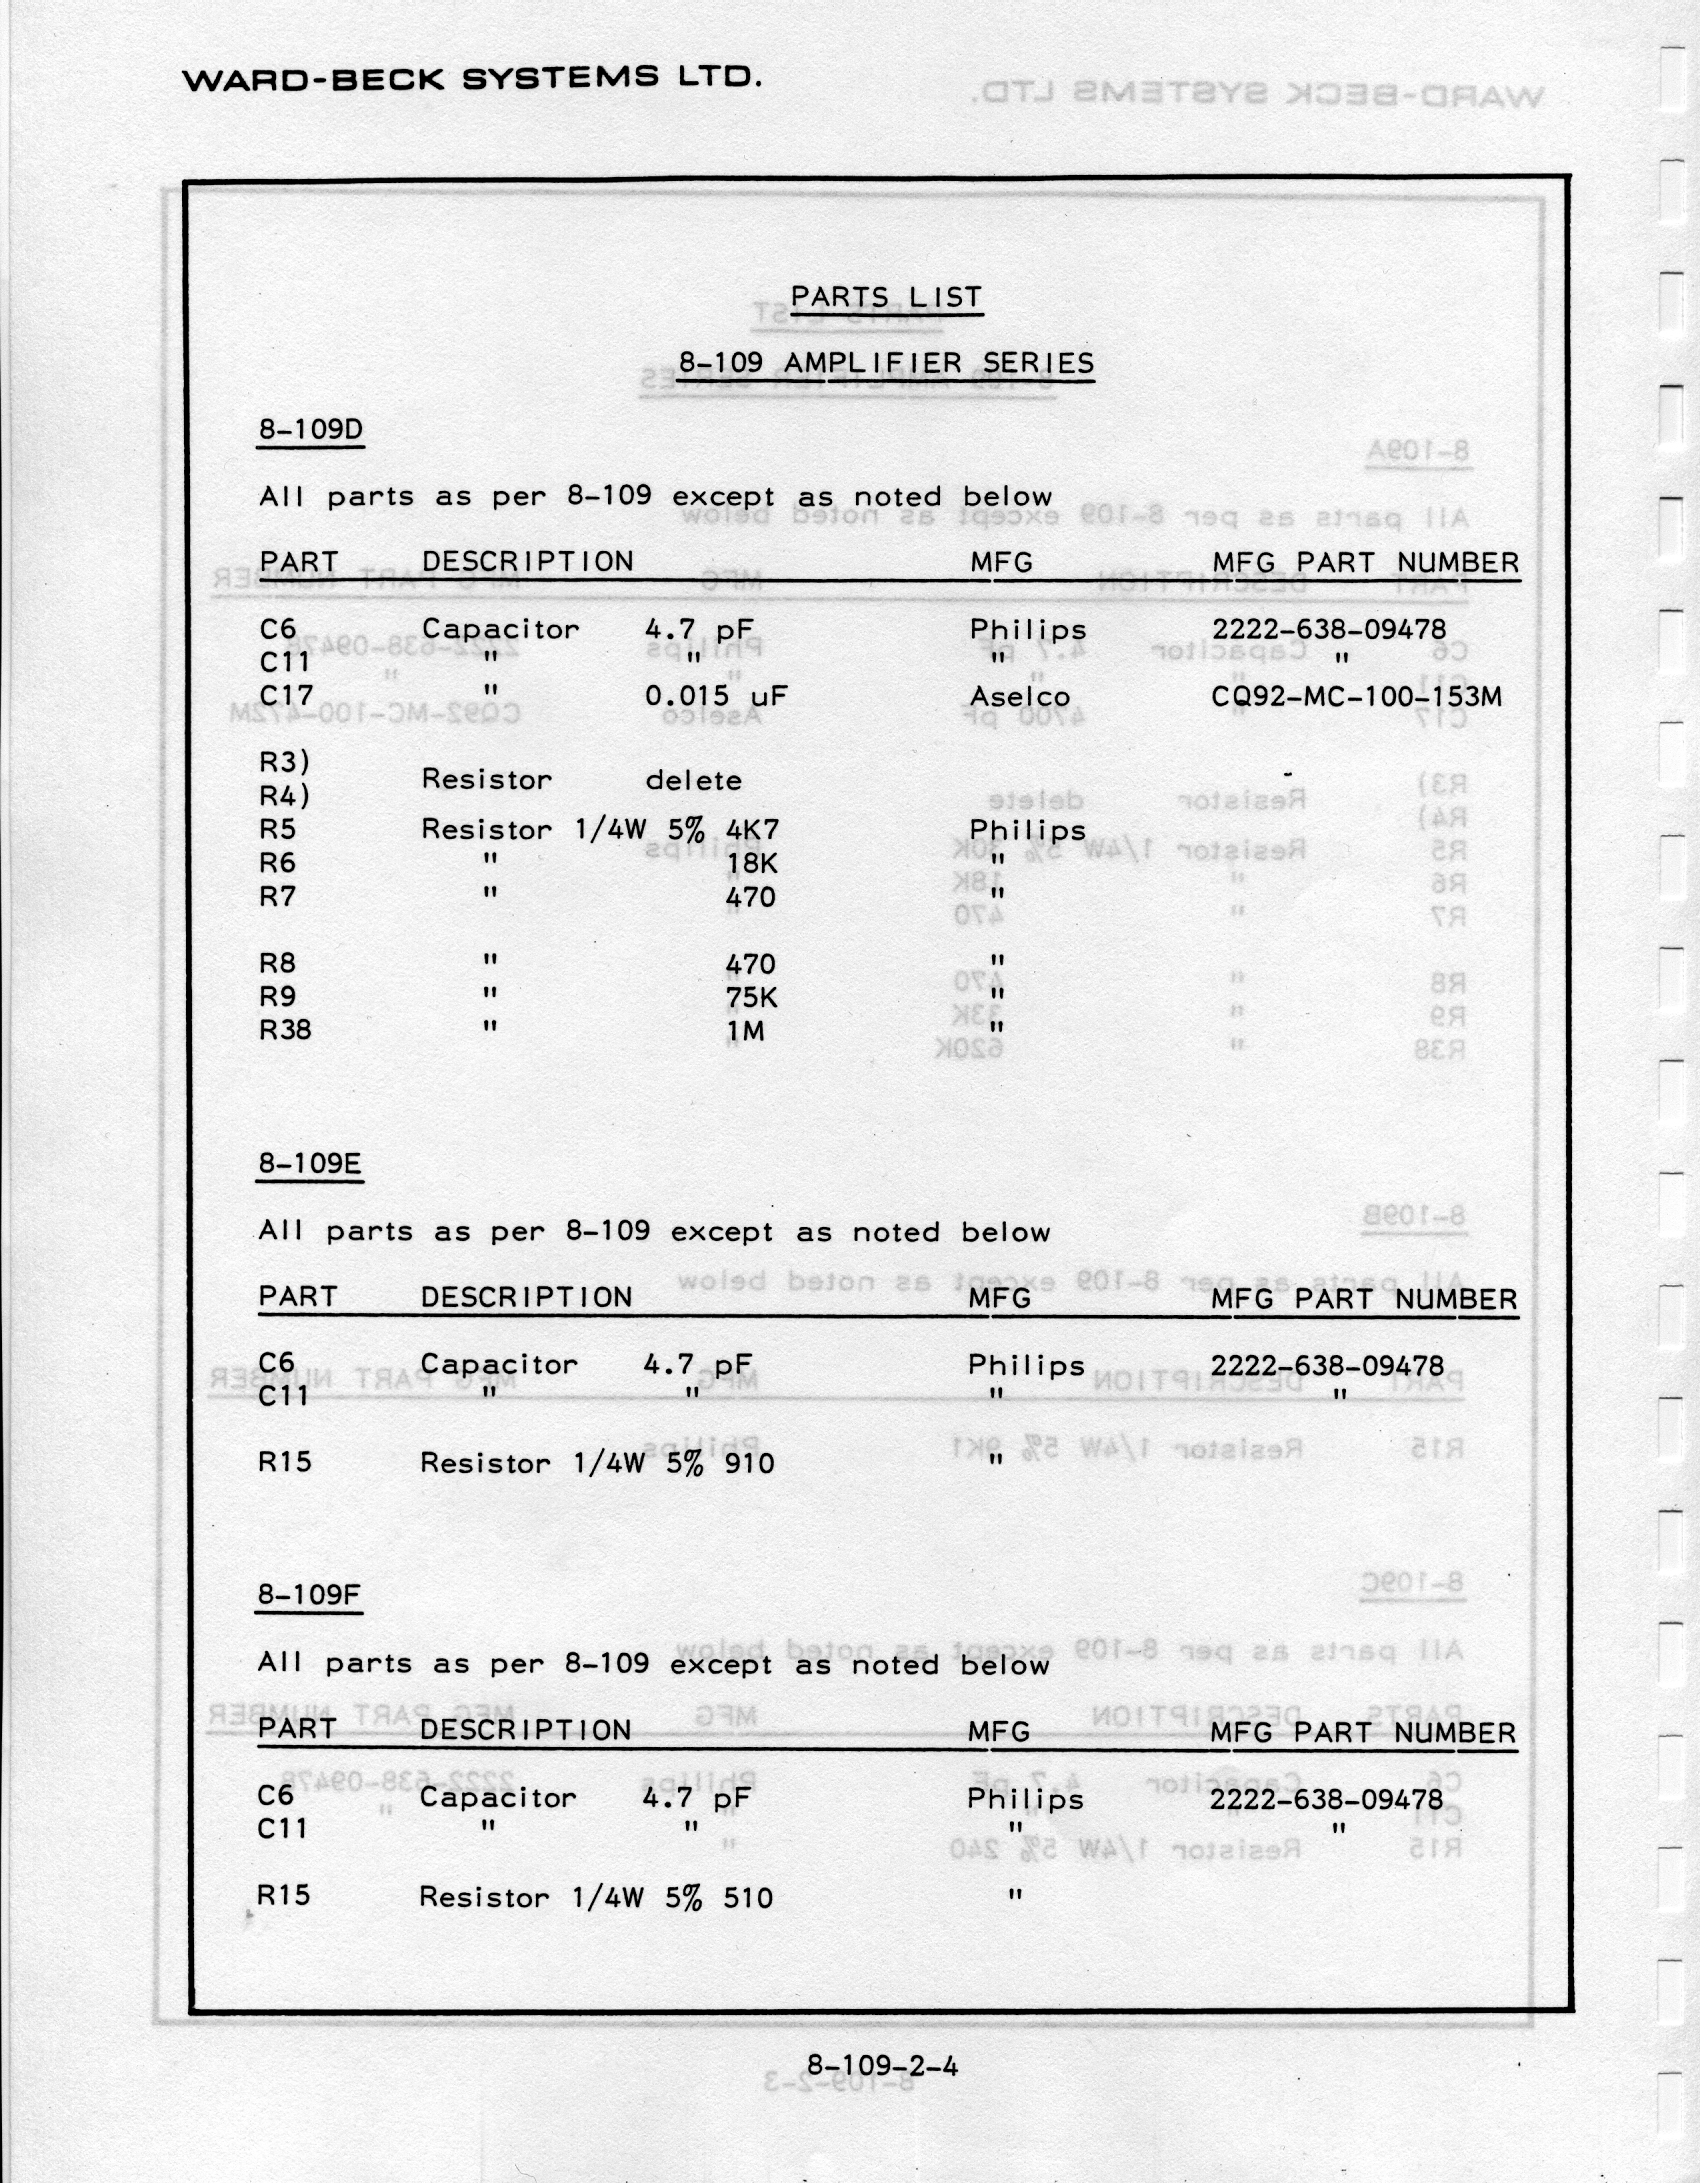 WARD-BECK SYSTEMS LTD.
PARTS LIST
8-109 AMPLIFIER SERIES
8-109D
All parts as per 8-109 except as noted below
PART DESCRIPTION MFG MFG PART NUMBER
C6 Capacitor 4.7 pF Philips 2222-638-09478
C11 " " " "
C17 " 0.015 uF Aselco CQ92-MC-100-153M
R3)
Resistor delete
R4)
R5 Resistor 1/4W 5% 4K7 Philips
R6 " 18K "
R7 " 470 "
R8 " 470 "
R9 " 75K "
R38 " 1M "
8-109E
All parts as per 8-109 except as noted below
PART DESCRIPTION MFG MFG PART NUMBER
C6 Capacitor 4.7 pF Philips 2222-638-09478
C11 " " " "
R15 Resistor 1/4W 5% 910 "
8-109F
All parts as per 8-109 except as noted below
PART DESCRIPTION MFG MFG PART NUMBER
C6 Capacitor 4.7 pF Philips 2222-638-09478
C11 " " " "
R15 Resistor 1/4W 5% 510 "
8-109-2-4